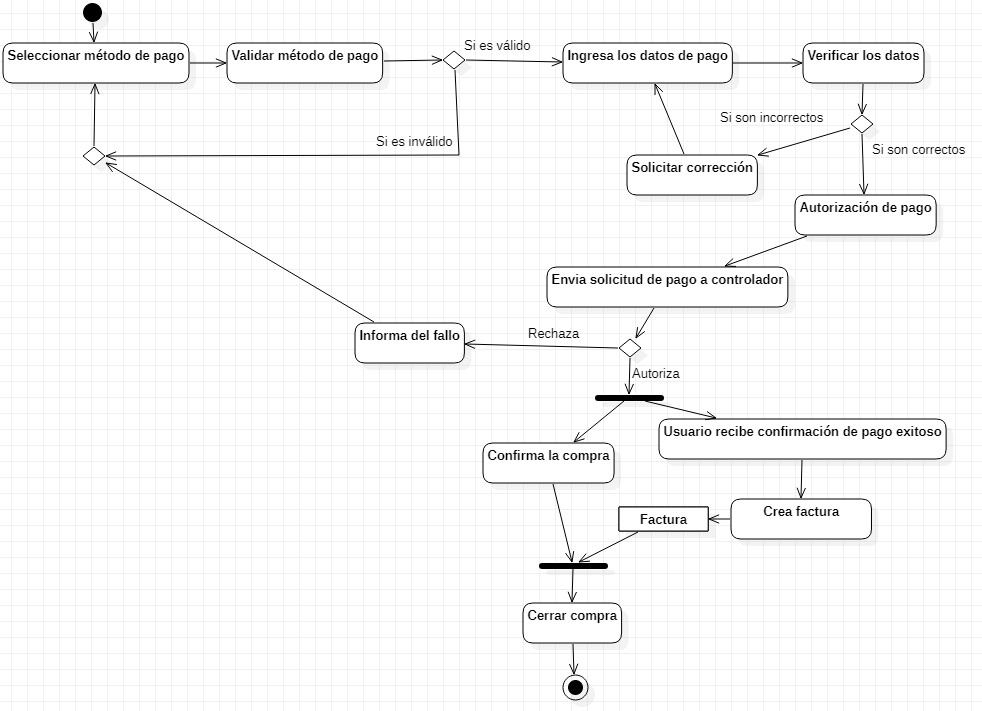 Seleccionar método de pago
Validar método de pago
Si es válido
Ingresa los datos de pago
Verificar los datos
Si es inválido
Si son incorrectos
Si son correctos
Solicitar corrección
Autorización de pago
Envia solicitud de pago a controlador
Informa del fallo
Rechaza
Autoriza
Usuario recibe confirmación de pago exitoso
Confirma la compra
Crea factura
Factura
Cerrar compra